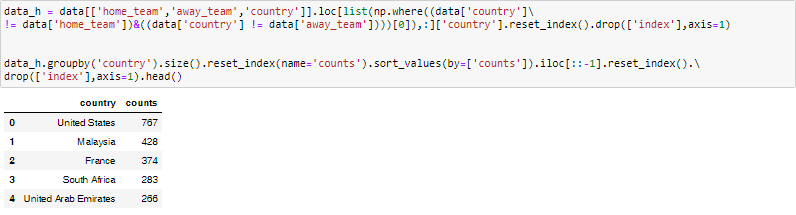 data_h = data[['home_team','away_team','country']].loc[list(np.where((data['country']\
!= data['home_team'])&((data['country'] != data['away_team'])))[0]),:]['country'].reset_index().drop(['index'],axis=1)
data_h.groupby('country').size().reset_index(name='counts').sort_values(by=['counts']).iloc[::-1].reset_index().\
drop(['index'],axis=1).head()
country counts
0 United States 767
1 Malaysia 428
2 France 374
3 South Africa 283
4 United Arab Emirates 266